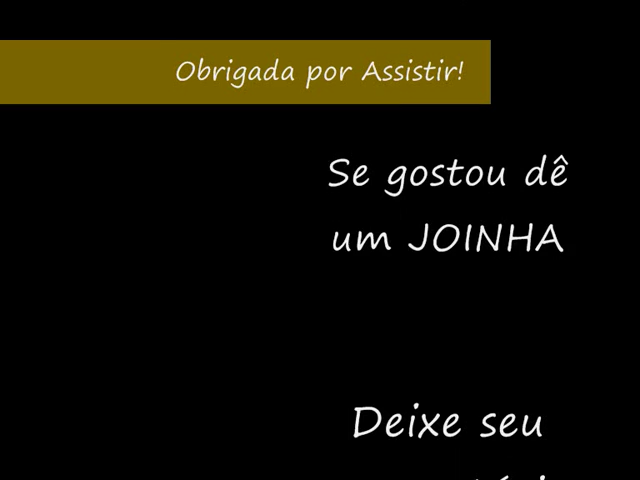 Obrigada por Assistir!
Se gostou dê
um JOINHA
Deixe seu